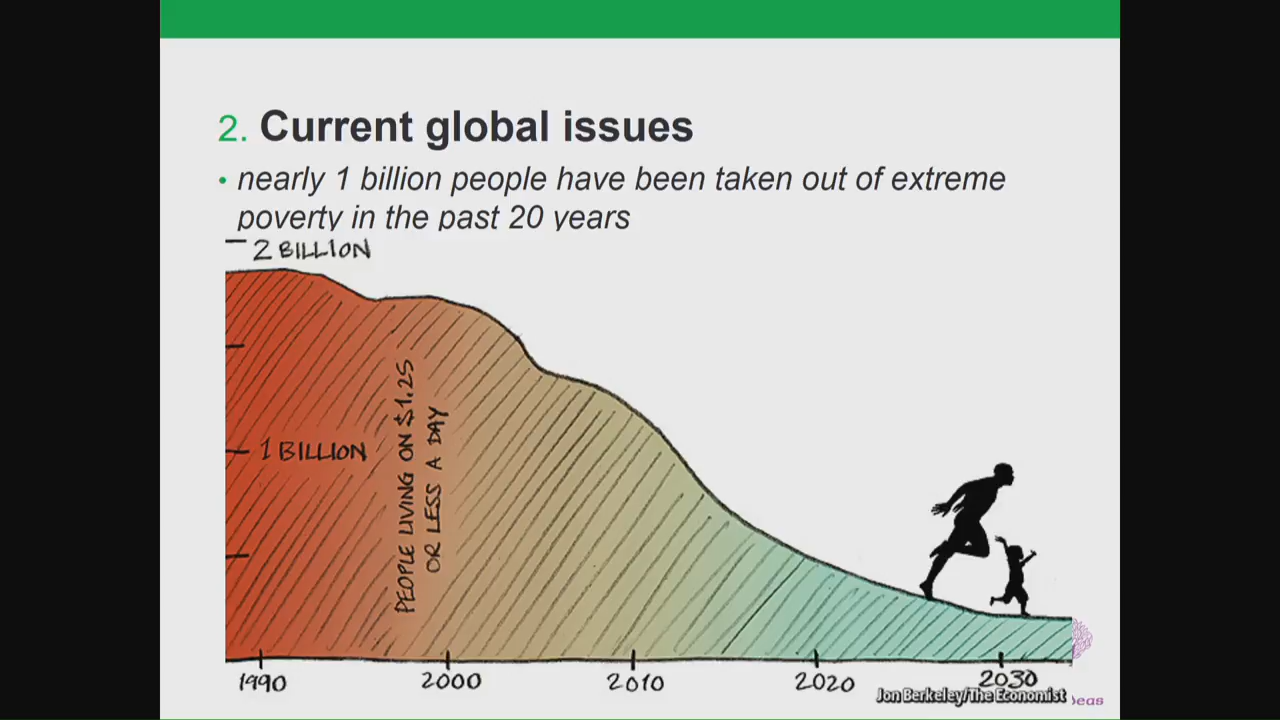 2. Current global issues
• nearly 1 billion people have been taken out of extreme
poverty in the past 20 years
2 BILLION
1 BILLION
PEOPLE LIVING ON $1.25
OR LESS A DAY
1990 2000 2010 2020 2030
Jon Berkeley/The Economist